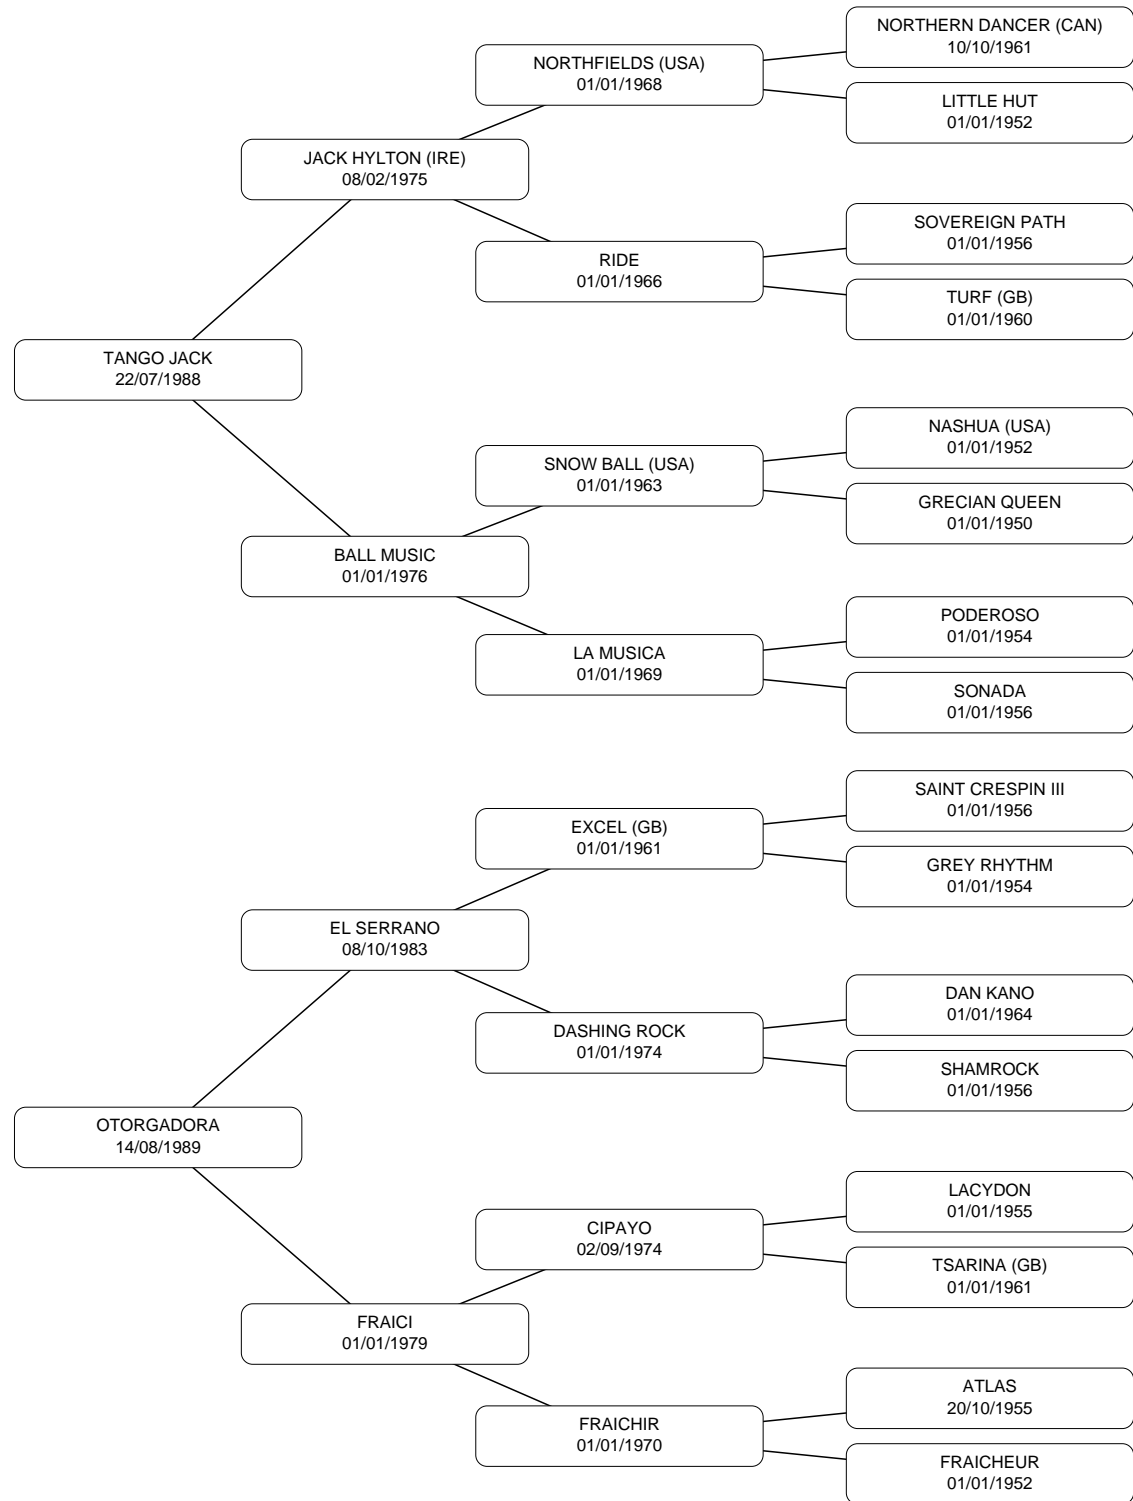 NORTHERN DANCER (CAN)
10/10/1961
NORTHFIELDS (USA)
01/01/1968
LITTLE HUT
01/01/1952
JACK HYLTON (IRE)
08/02/1975
SOVEREIGN PATH
01/01/1956
RIDE
01/01/1966
TURF (GB)
01/01/1960
TANGO JACK
22/07/1988
NASHUA (USA)
01/01/1952
SNOW BALL (USA)
01/01/1963
GRECIAN QUEEN
01/01/1950
BALL MUSIC
01/01/1976
PODEROSO
01/01/1954
LA MUSICA
01/01/1969
SONADA
01/01/1956
SAINT CRESPIN III
01/01/1956
EXCEL (GB)
01/01/1961
GREY RHYTHM
01/01/1954
EL SERRANO
08/10/1983
DAN KANO
01/01/1964
DASHING ROCK
01/01/1974
SHAMROCK
01/01/1956
OTORGADORA
14/08/1989
LACYDON
01/01/1955
CIPAYO
02/09/1974
TSARINA (GB)
01/01/1961
FRAICI
01/01/1979
ATLAS
20/10/1955
FRAICHIR
01/01/1970
FRAICHEUR
01/01/1952